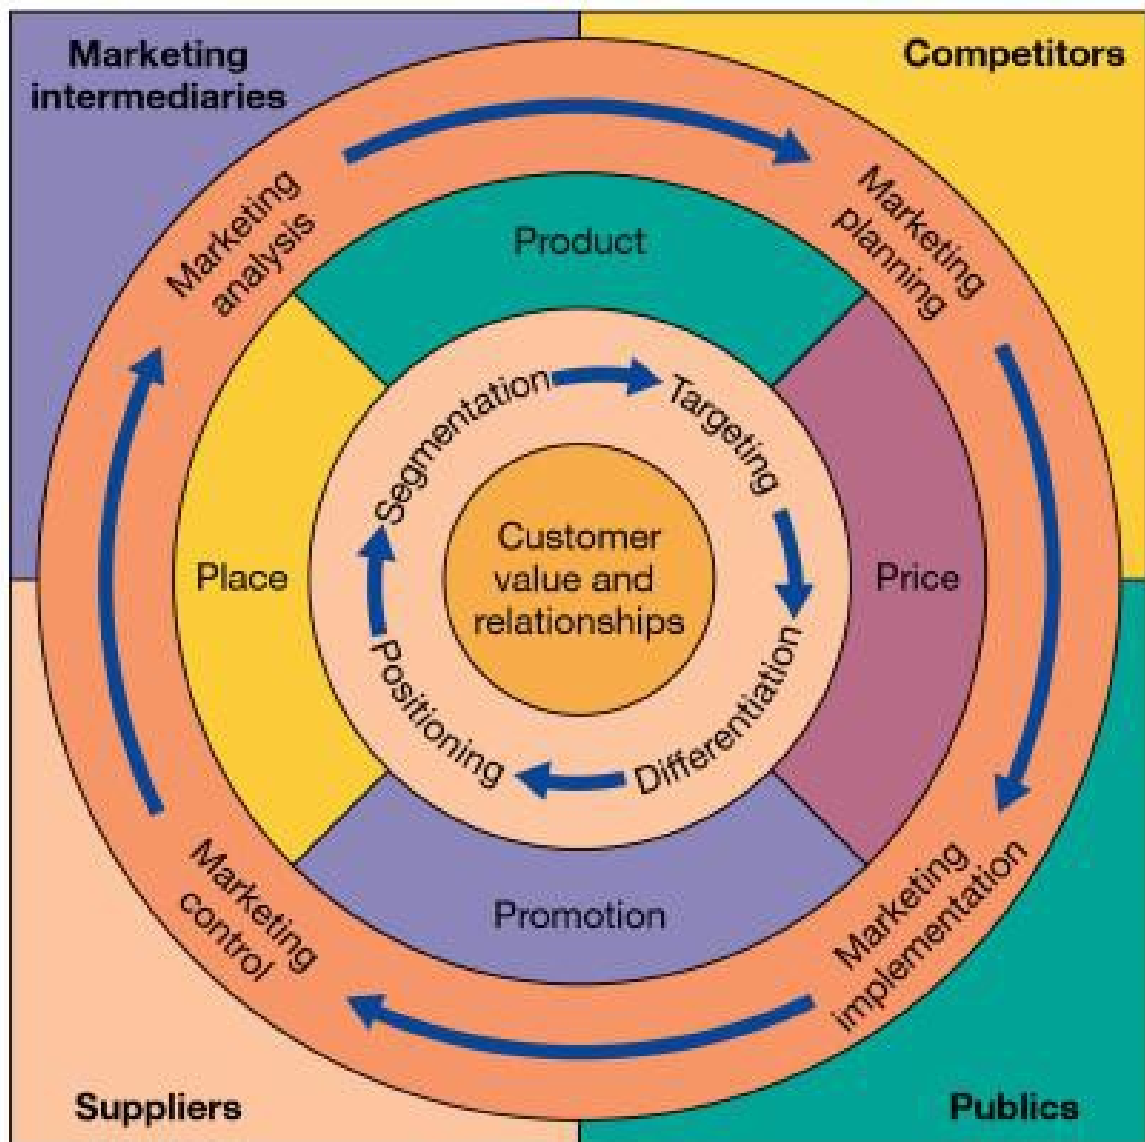 Marketing
intermediaries
Competitors
Marketing
analysis
Marketing
planning
Product
Segmentation
Targeting
Customer
value and
relationships
Place
Price
Positioning
Differentiation
Promotion
Marketing
control
Marketing
implementation
Suppliers
Publics